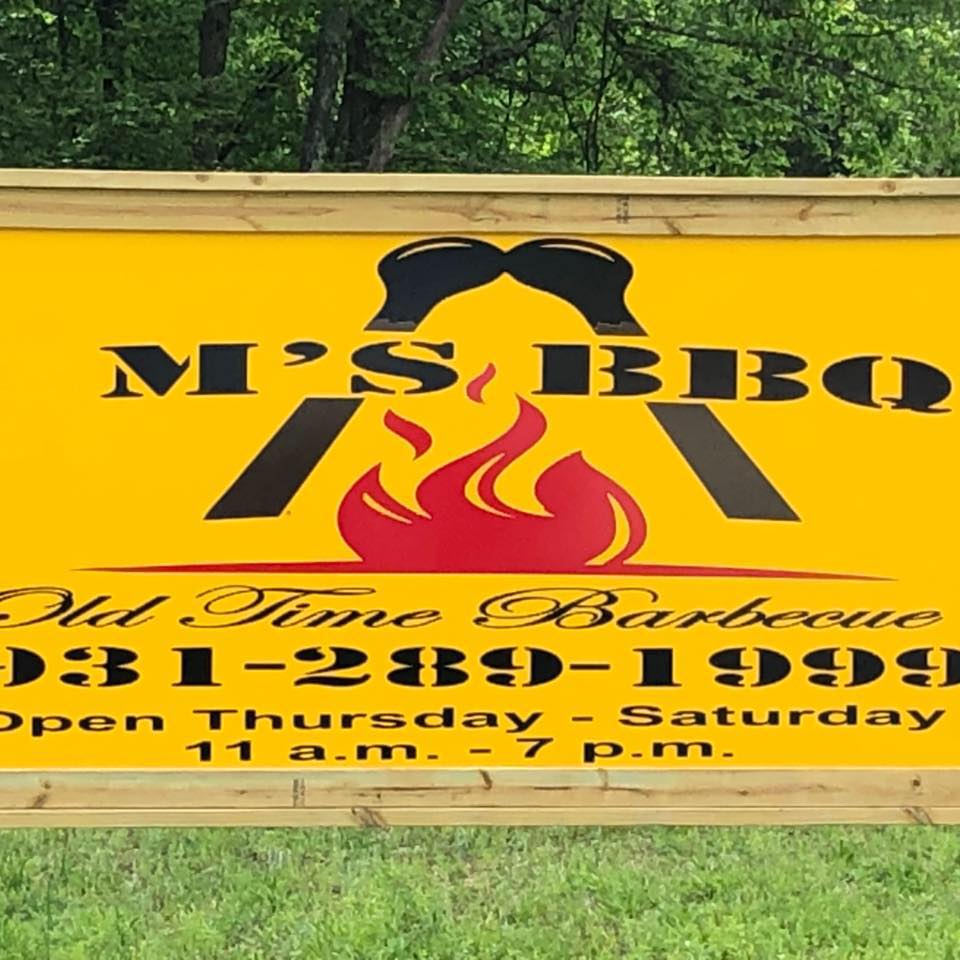 M'S BBQ
Old Time Barbecue
931-289-1999
Open Thursday - Saturday
11 a.m. - 7 p.m.